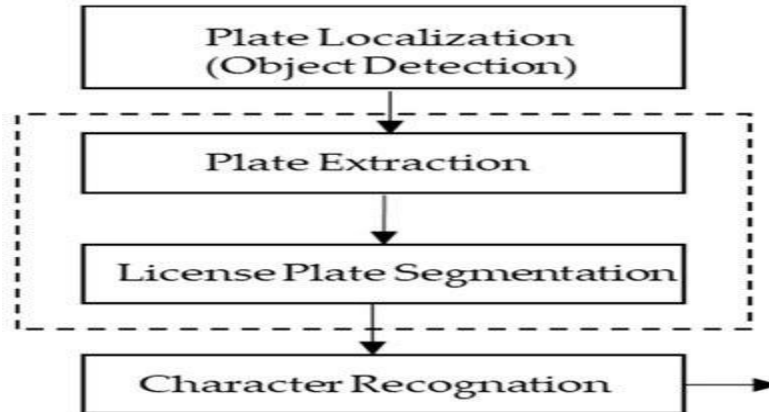 Plate Localization
(Object Detection)
Plate Extraction
License Plate Segmentation
Character Recognation